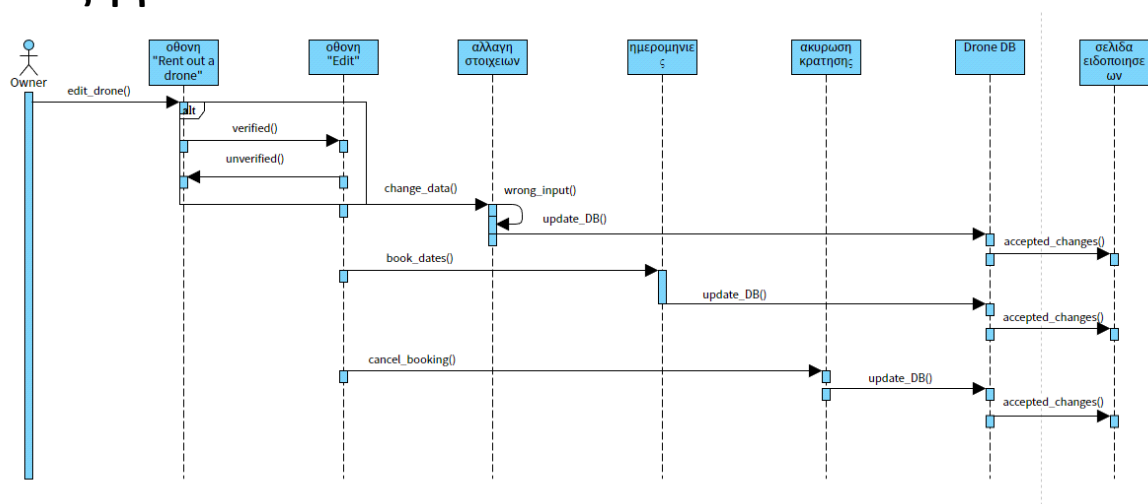 οθονη
"Rent out a
drone"
οθονη
"Edit"
αλλαγη
στοιχειων
ημερομηνιε
ς
ακυρωση
κρατησης
Drone DB
σελιδα
ειδοποιησε
ων
Owner
edit_drone()
alt
verified()
unverified()
change_data()
wrong_input()
update_DB()
accepted_changes()
book_dates()
update_DB()
accepted_changes()
cancel_booking()
update_DB()
accepted_changes()